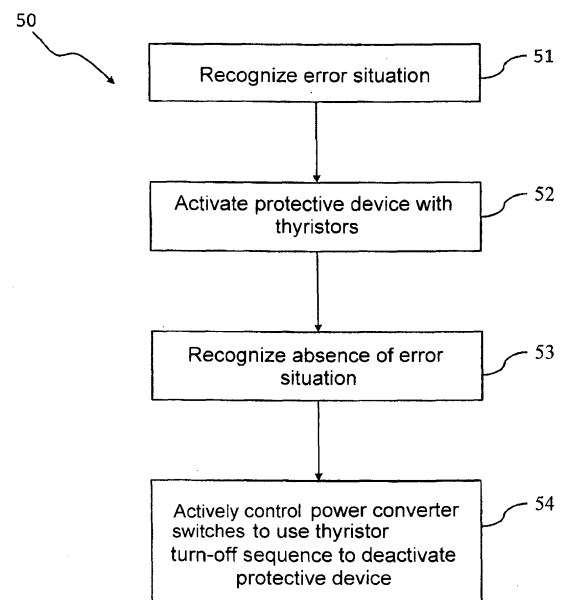 50
Recognize error situation
51
Activate protective device with
thyristors
52
Recognize absence of error
situation
53
Actively control power converter
switches to use thyristor
turn-off sequence to deactivate
protective device
54